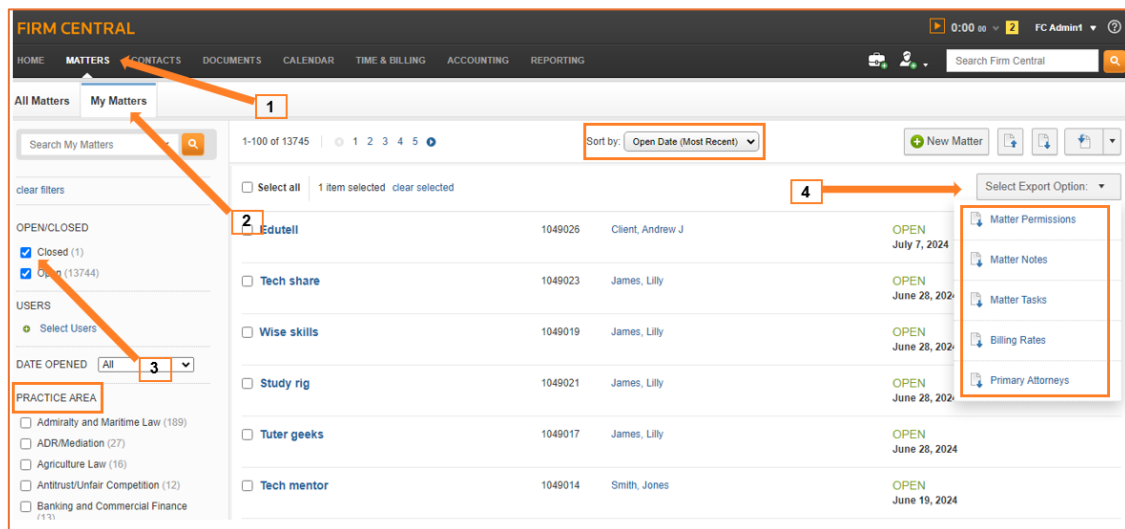 FIRM CENTRAL
0:00 00
2
FC Admin1
HOME MATTERS CONTACTS DOCUMENTS CALENDAR TIME & BILLING ACCOUNTING REPORTING
Search Firm Central
All Matters My Matters
1
Search My Matters
1-100 of 13745 1 2 3 4 5
Sort by: Open Date (Most Recent)
New Matter
clear filters
Select all 1 item selected clear selected
4
Select Export Option:
Matter Permissions
Matter Notes
Matter Tasks
Billing Rates
Primary Attorneys
OPEN/CLOSED
2
Closed (1)
Open (13744)
USERS
Select Users
DATE OPENED All
3
PRACTICE AREA
Admiralty and Maritime Law (189)
ADR/Mediation (27)
Agriculture Law (16)
Antitrust/Unfair Competition (12)
Banking and Commercial Finance
(13)
Edutell 1049026 Client, Andrew J OPEN
July 7, 2024
Tech share 1049023 James, Lilly OPEN
June 28, 202
Wise skills 1049019 James, Lilly OPEN
June 28, 202
Study rig 1049021 James, Lilly OPEN
June 28, 202
Tuter geeks 1049017 James, Lilly OPEN
June 28, 2024
Tech mentor 1049014 Smith, Jones OPEN
June 19, 2024